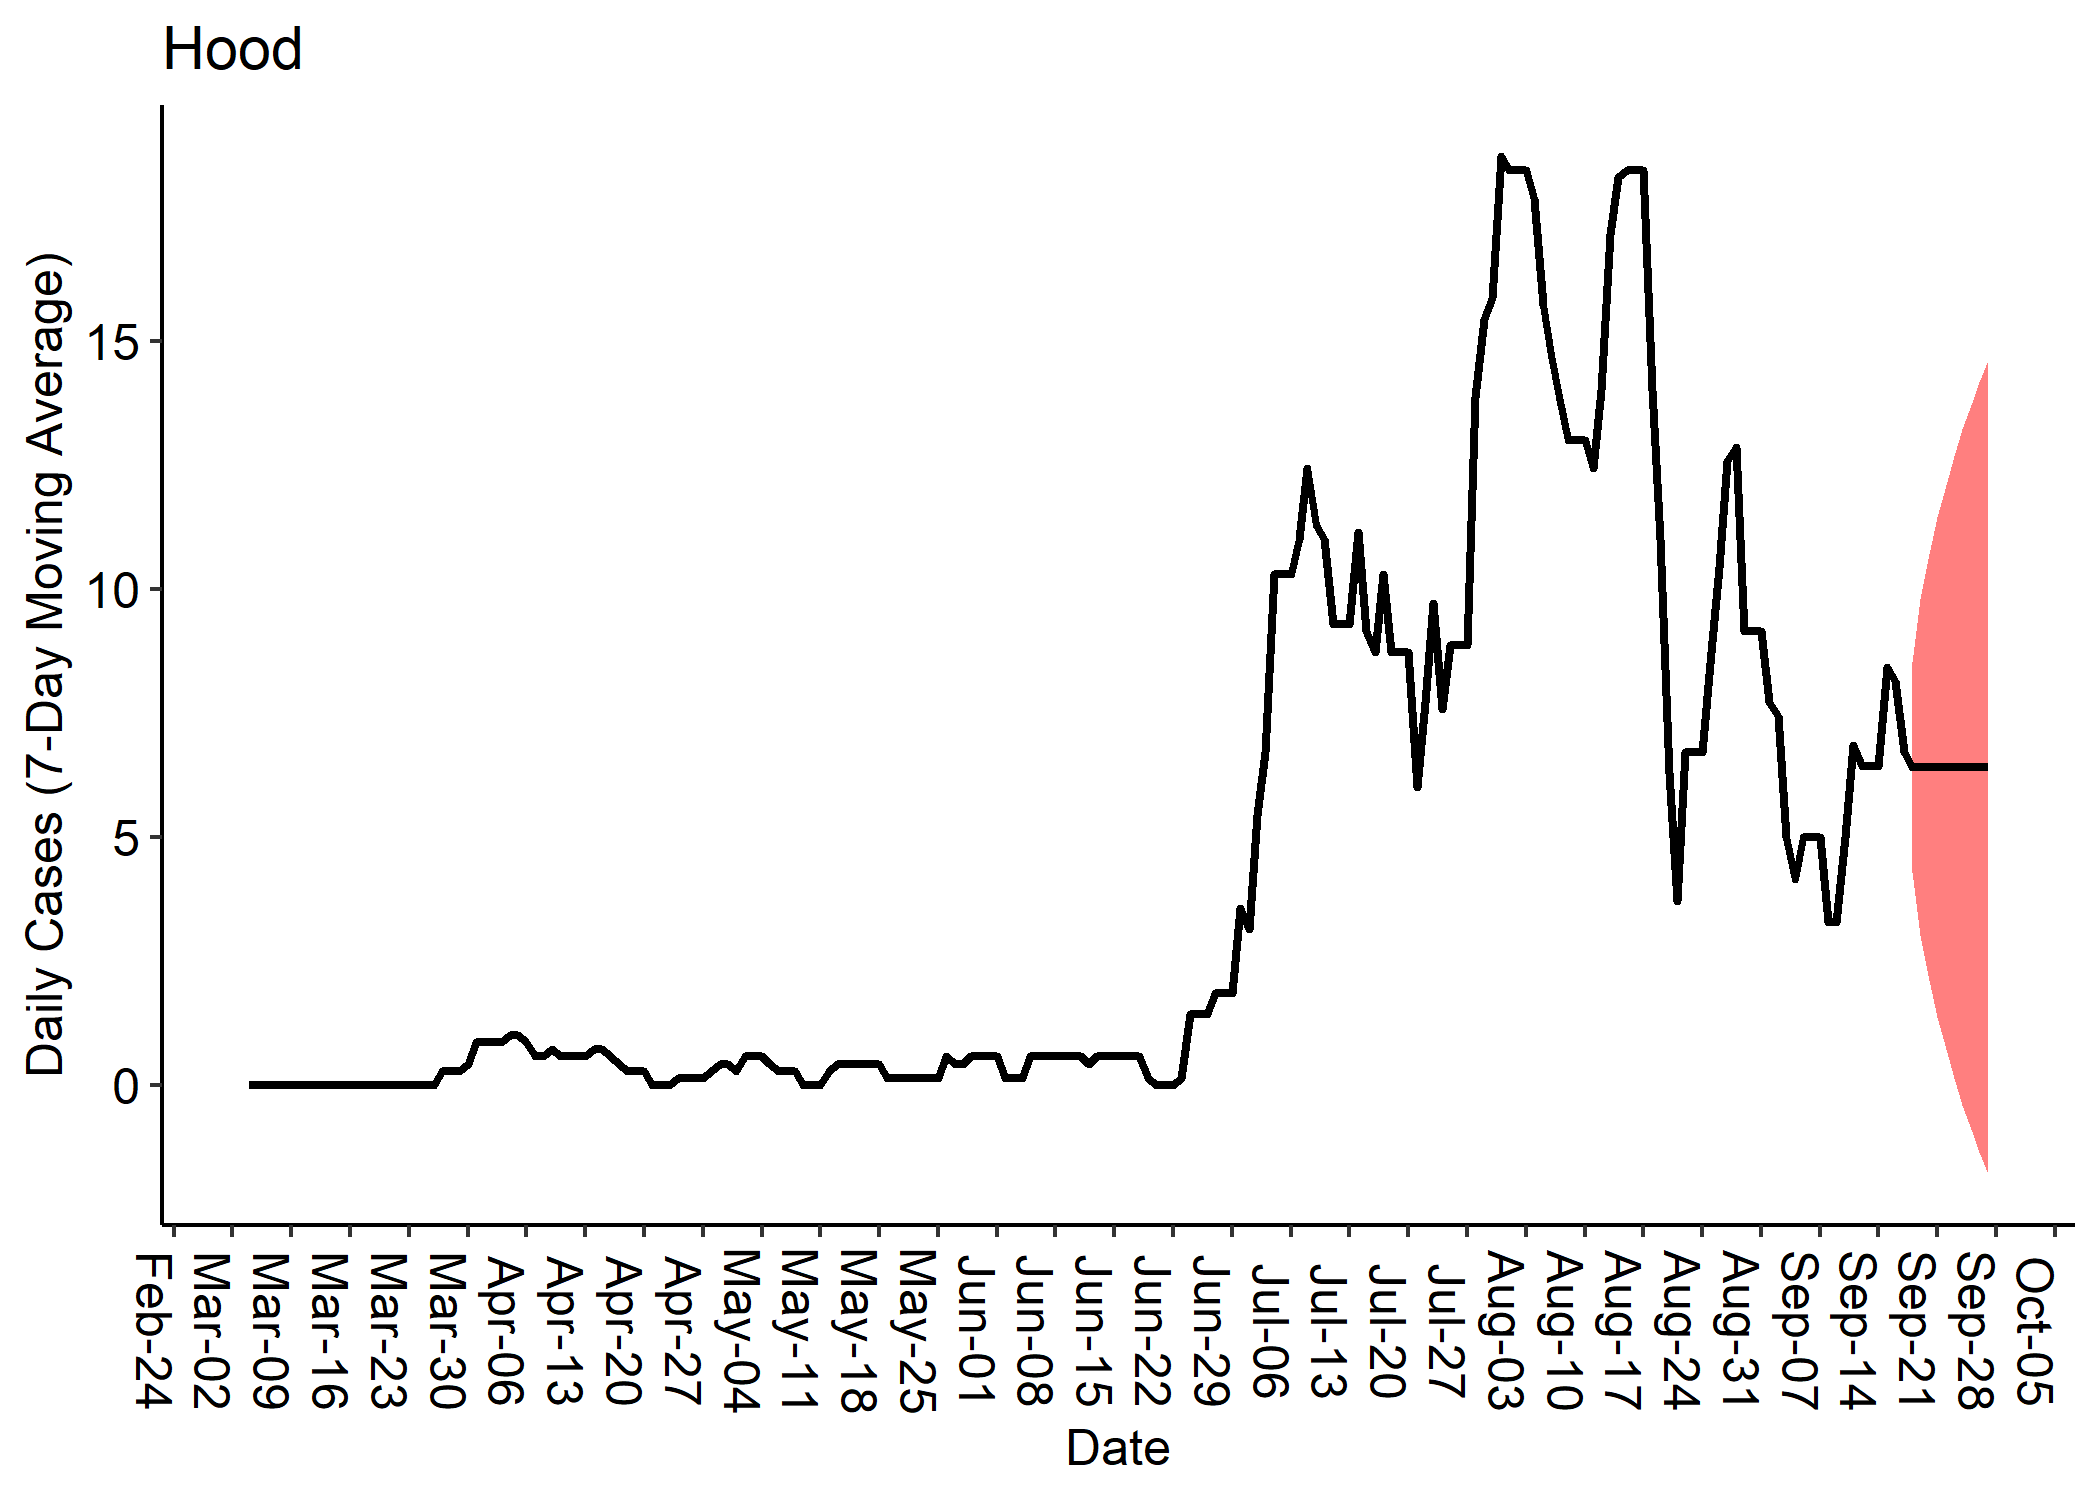 Hood
Daily Cases (7-Day Moving Average)
15
10
5
0
Feb-24
Mar-02
Mar-09
Mar-16
Mar-23
Mar-30
Apr-06
Apr-13
Apr-20
Apr-27
May-04
May-11
May-18
May-25
Jun-01
Jun-08
Jun-15
Jun-22
Jun-29
Jul-06
Jul-13
Jul-20
Jul-27
Aug-03
Aug-10
Aug-17
Aug-24
Aug-31
Sep-07
Sep-14
Sep-21
Sep-28
Oct-05
Date